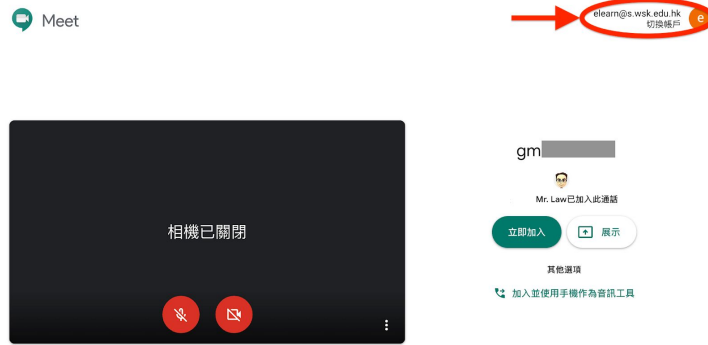 Meet
elearn@s.wsk.edu.hk
切換帳戶
e
相機已關閉
gm
Mr. Law已加入此通話
立即加入
展示
其他選項
加入並使用手機作為音訊工具